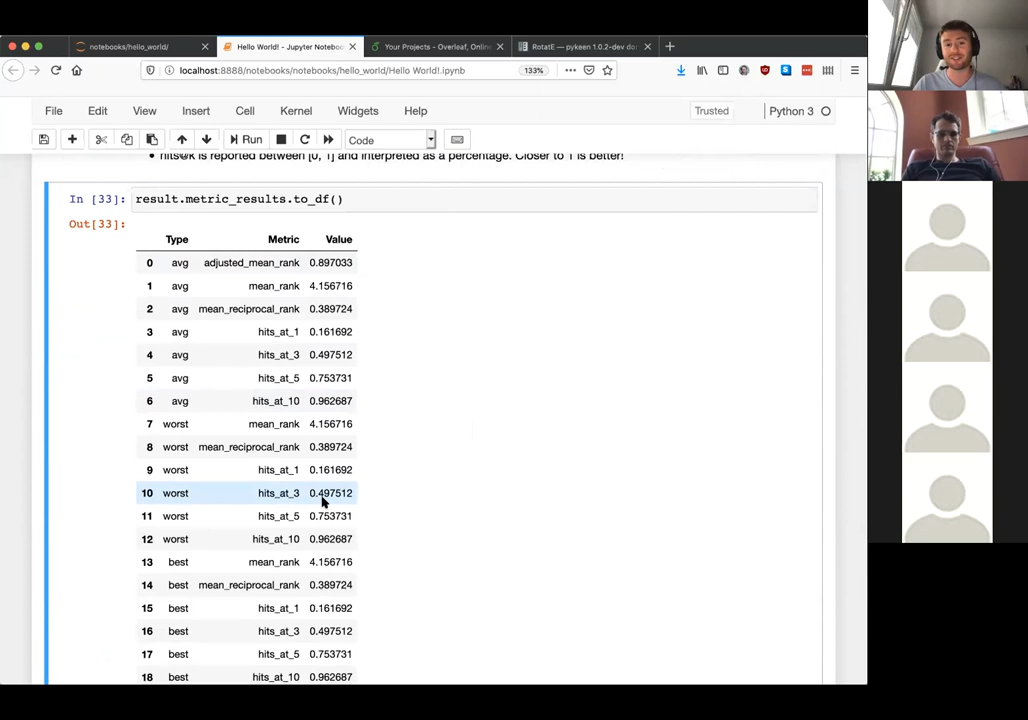 notebooks/hello_world/
Hello World! - Jupyter Noteboo
Your Projects - Overleaf, Onlin
RotatE — pykeen 1.0.2-dev do
localhost:8888/notebooks/notebooks/hello_world/Hello World!.ipynb
133%
File Edit View Insert Cell Kernel Widgets Help
Trusted
Python 3
Run
Code
hits@k is reported between [0, 1] and interpreted as a percentage. Closer to 1 is better!
In [33]: result.metric_results.to_df()
Out[33]:
Type Metric Value
0 avg adjusted_mean_rank 0.897033
1 avg mean_rank 4.156716
2 avg mean_reciprocal_rank 0.389724
3 avg hits_at_1 0.161692
4 avg hits_at_3 0.497512
5 avg hits_at_5 0.753731
6 avg hits_at_10 0.962687
7 worst mean_rank 4.156716
8 worst mean_reciprocal_rank 0.389724
9 worst hits_at_1 0.161692
10 worst hits_at_3 0.497512
11 worst hits_at_5 0.753731
12 worst hits_at_10 0.962687
13 best mean_rank 4.156716
14 best mean_reciprocal_rank 0.389724
15 best hits_at_1 0.161692
16 best hits_at_3 0.497512
17 best hits_at_5 0.753731
18 best hits_at_10 0.962687